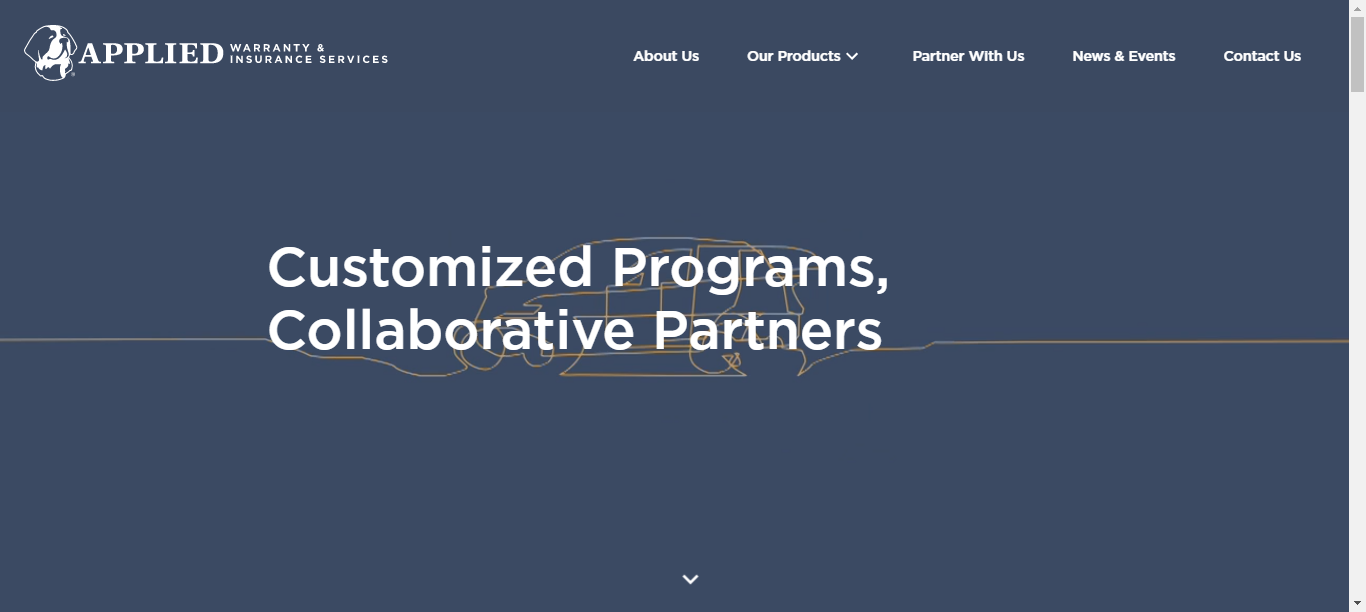 APPLIED WARRANTY &
INSURANCE SERVICES
About Us
Our Products
Partner With Us
News & Events
Contact Us
Customized Programs,
Collaborative Partners